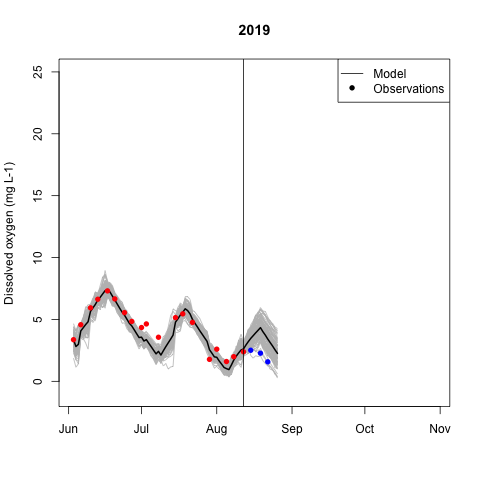 2019
Model
Observations
Dissolved oxygen (mg L-1)
25
20
15
10
5
0
Jun Jul Aug Sep Oct Nov